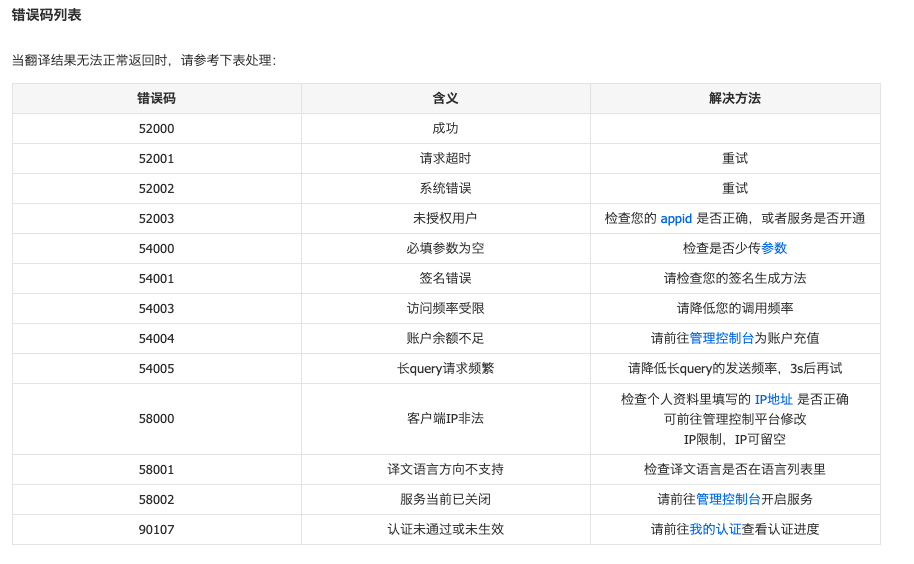 错误码列表
当翻译结果无法正常返回时，请参考下表处理：
错误码 含义 解决方法
52000 成功
52001 请求超时 重试
52002 系统错误 重试
52003 未授权用户 检查您的 appid 是否正确，或者服务是否开通
54000 必填参数为空 检查是否少传参数
54001 签名错误 请检查您的签名生成方法
54003 访问频率受限 请降低您的调用频率
54004 账户余额不足 请前往管理控制台为账户充值
54005 长query请求频繁 请降低长query的发送频率，3s后再试
58000 客户端IP非法 检查个人资料里填写的 IP地址 是否正确
可前往管理控制平台修改
IP限制，IP可留空
58001 译文语言方向不支持 检查译文语言是否在语言列表里
58002 服务当前已关闭 请前往管理控制台开启服务
90107 认证未通过或未生效 请前往我的认证查看认证进度